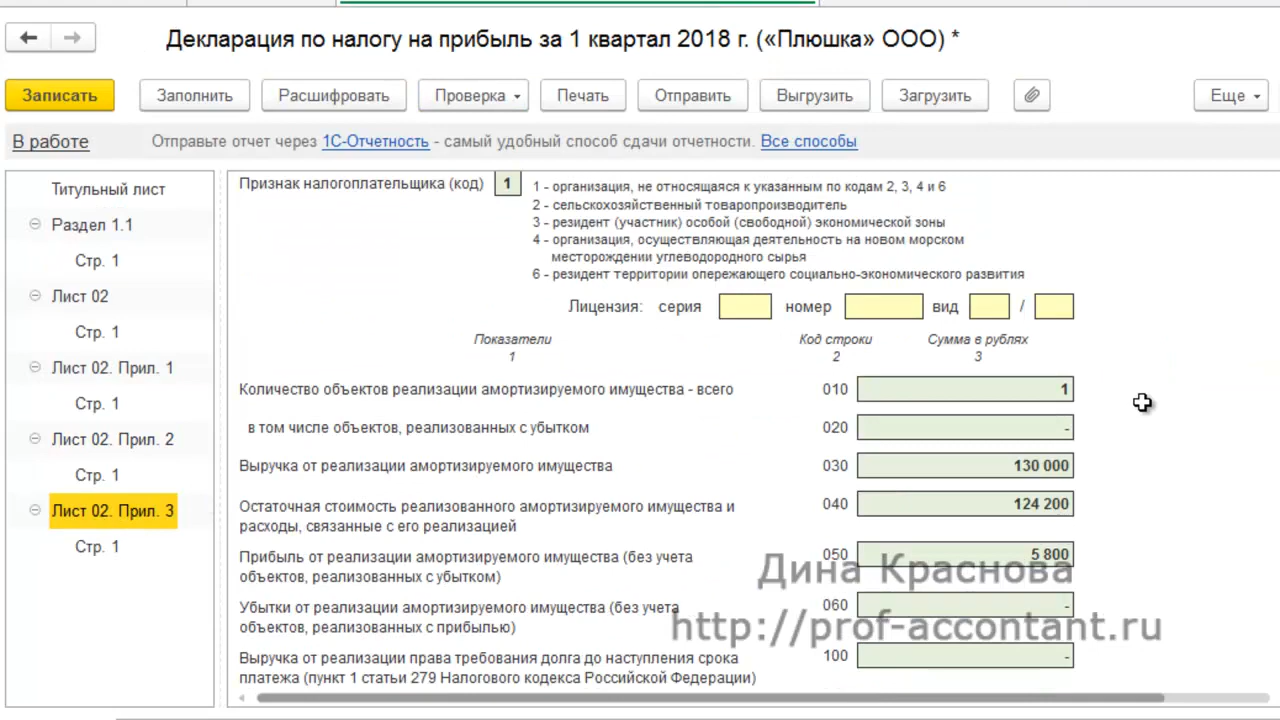 Декларация по налогу на прибыль за 1 квартал 2018 г. («Плюшка» ООО) *
Записать Заполнить Расшифровать Проверка Печать Отправить Выгрузить Загрузить Еще
В работе Отправьте отчет через 1С-Отчетность - самый удобный способ сдачи отчетности. Все способы
Титульный лист
Раздел 1.1
Стр. 1
Лист 02
Стр. 1
Лист 02. Прил. 1
Стр. 1
Лист 02. Прил. 2
Стр. 1
Лист 02. Прил. 3
Стр. 1
Признак налогоплательщика (код) 1
1 - организация, не относящаяся к указанным по кодам 2, 3, 4 и 6
2 - сельскохозяйственный товаропроизводитель
3 - резидент (участник) особой (свободной) экономической зоны
4 - организация, осуществляющая деятельность на новом морском
месторождении углеводородного сырья
6 - резидент территории опережающего социально-экономического развития
Лицензия: серия номер вид /
Показатели Код строки Сумма в рублях
1 2 3
Количество объектов реализации амортизируемого имущества - всего 010 1
в том числе объектов, реализованных с убытком 020 -
Выручка от реализации амортизируемого имущества 030 130 000
Остаточная стоимость реализованного амортизируемого имущества и 040 124 200
расходы, связанные с его реализацией
Прибыль от реализации амортизируемого имущества (без учета 050 5 800
объектов, реализованных с убытком)
Убытки от реализации амортизируемого имущества (без учета 060 -
объектов, реализованных с прибылью)
Выручка от реализации права требования долга до наступления срока 100 -
платежа (пункт 1 статьи 279 Налогового кодекса Российской Федерации)
Дина Краснова
http://prof-accontant.ru